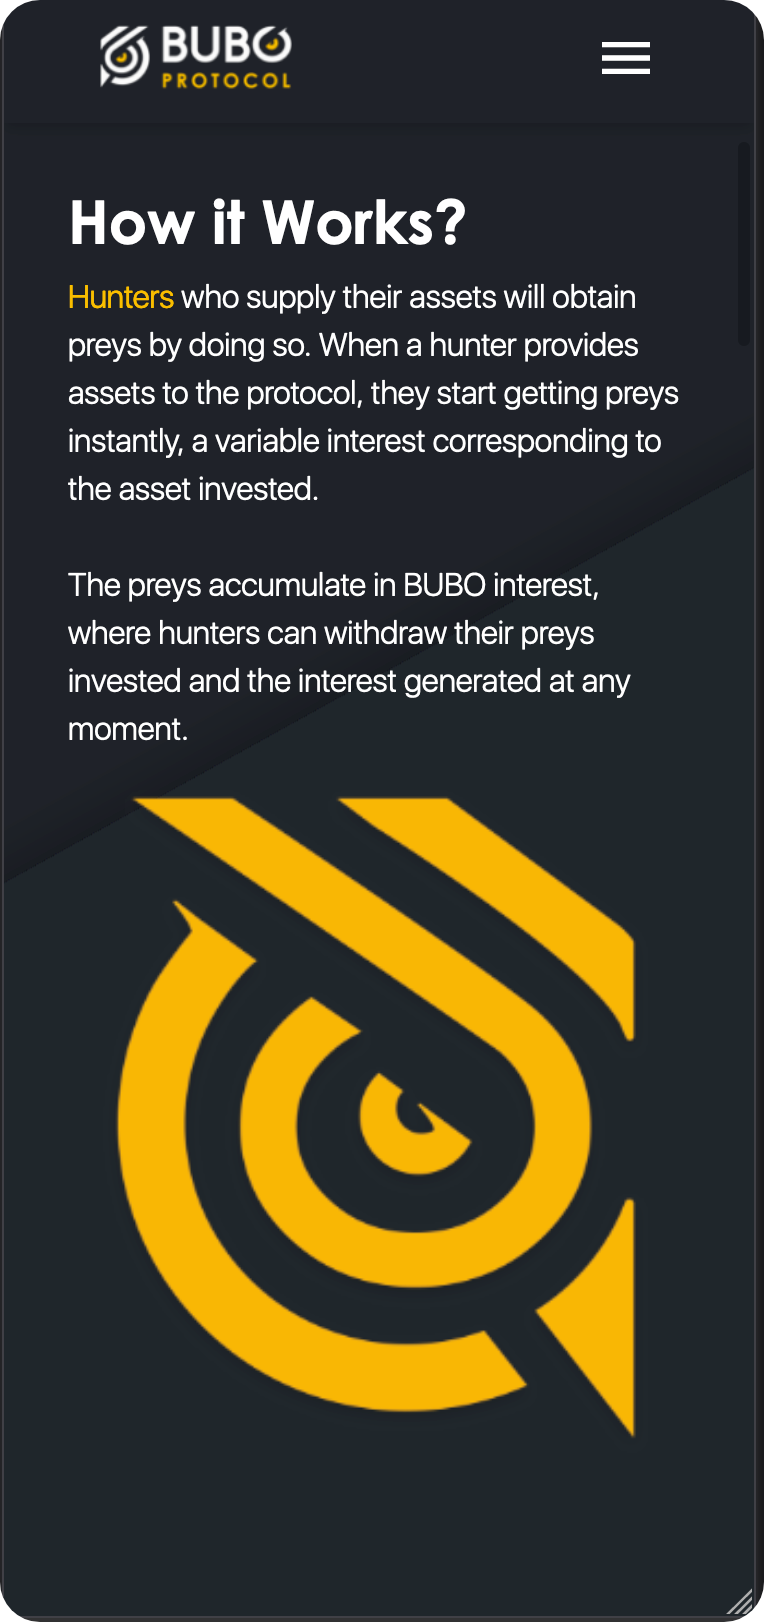 BUBO
PROTOCOL
How it Works?
Hunters who supply their assets will obtain
preys by doing so. When a hunter provides
assets to the protocol, they start getting preys
instantly, a variable interest corresponding to
the asset invested.
The preys accumulate in BUBO interest,
where hunters can withdraw their preys
invested and the interest generated at any
moment.